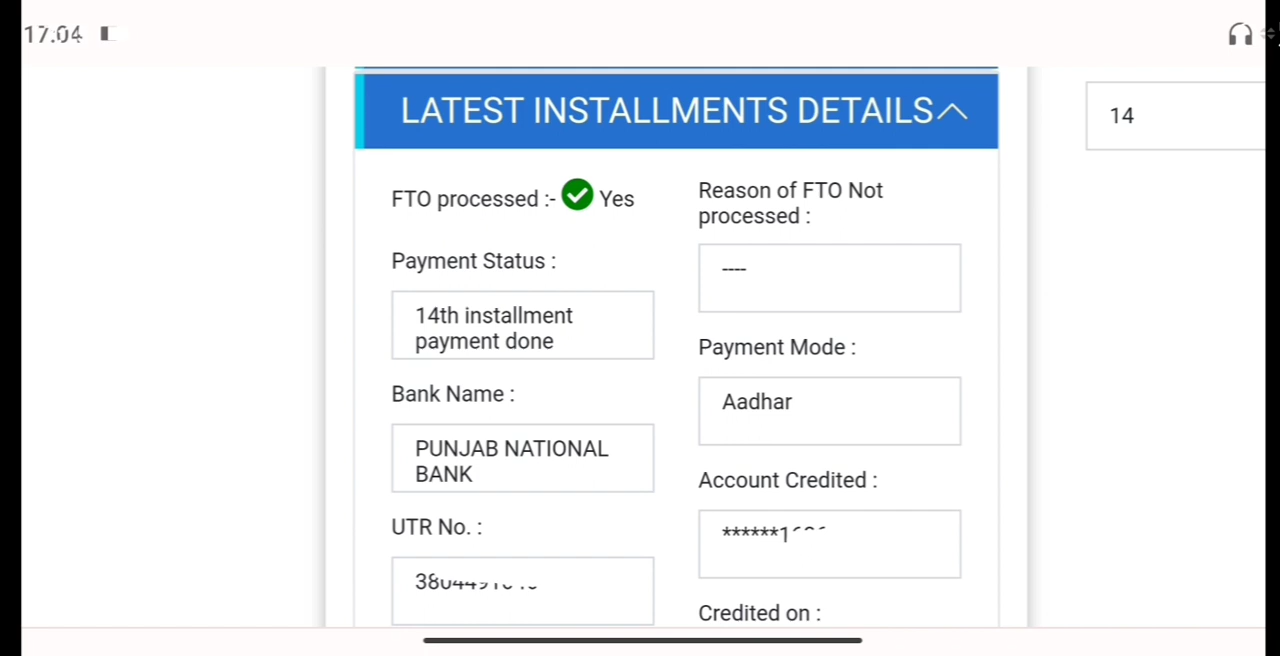 17:04
LATEST INSTALLMENTS DETAILS
14
FTO processed :- Yes
Reason of FTO Not
processed :
----
Payment Status :
14th installment
payment done
Payment Mode :
Aadhar
Bank Name :
PUNJAB NATIONAL
BANK
Account Credited :
UTR No. :
Credited on :